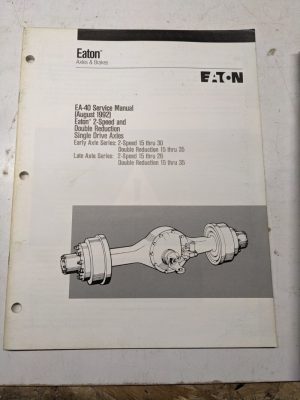 Eaton™
Axles & Brakes
EATON
EA-40 Service Manual
(August 1992)
Eaton® 2-Speed and
Double Reduction
Single Drive Axles
Early Axle Series: 2-Speed 15 thru 30
Double Reduction 15 thru 35
Late Axle Series: 2-Speed 15 thru 26
Double Reduction 15 thru 35